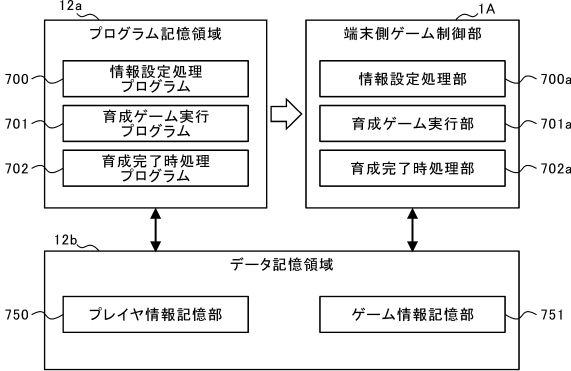 12a
プログラム記憶領域
700
情報設定処理
プログラム
701
育成ゲーム実行
プログラム
702
育成完了時処理
プログラム
1A
端末側ゲーム制御部
情報設定処理部
700a
育成ゲーム実行部
701a
育成完了時処理部
702a
12b
データ記憶領域
750
プレイヤ情報記憶部
ゲーム情報記憶部
751